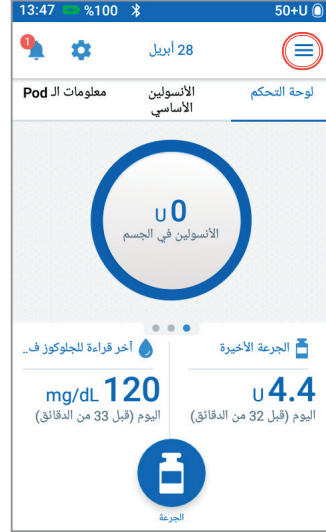 13:47 %100 50+U
1 28 أبريل
لوحة التحكم
الأنسولين الأساسي
معلومات الـ Pod
U 0
الأنسولين في الجسم
الجرعة الأخيرة
U 4.4
اليوم (قبل 32 من الدقائق)
آخر قراءة للجلوكوز ف..
mg/dL 120
اليوم (قبل 33 من الدقائق)
الجرعة